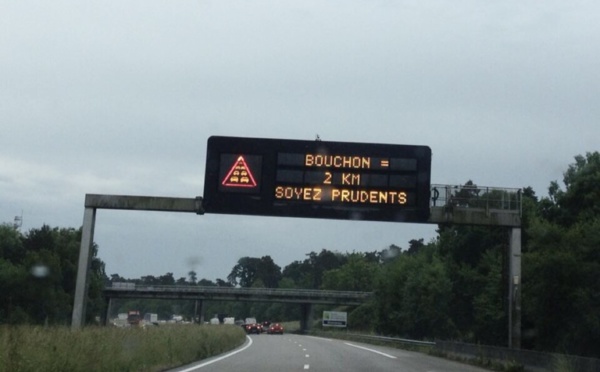 BOUCHON =
2 KM
SOYEZ PRUDENTS